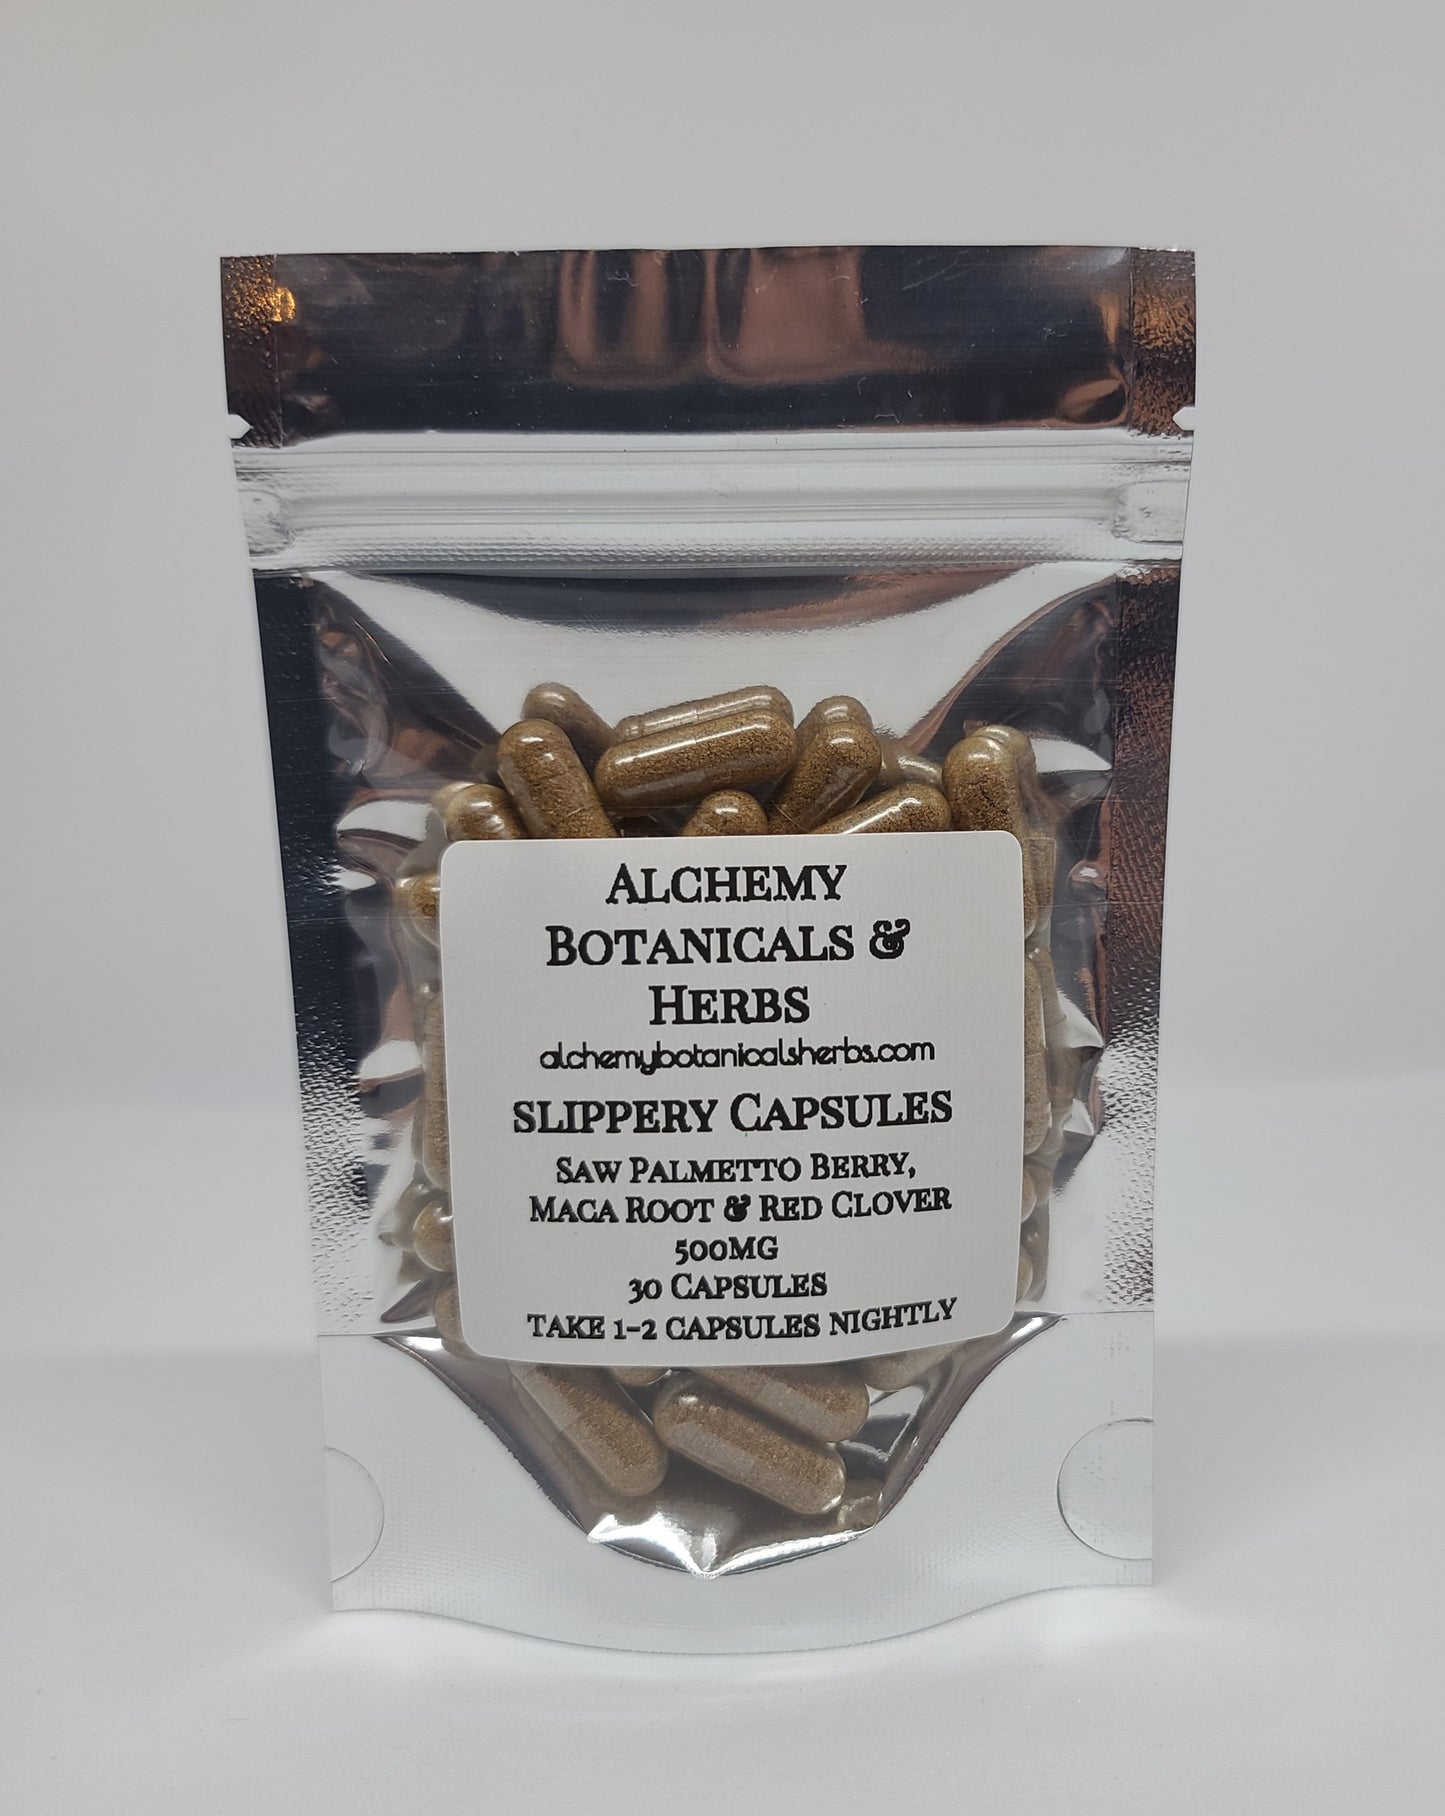 Alchemy
Botanicals &
Herbs
alchemybotanicalsherbs.com
slippery Capsules
Saw Palmetto Berry,
Maca Root & Red Clover
500mg
30 Capsules
take 1-2 capsules nightly